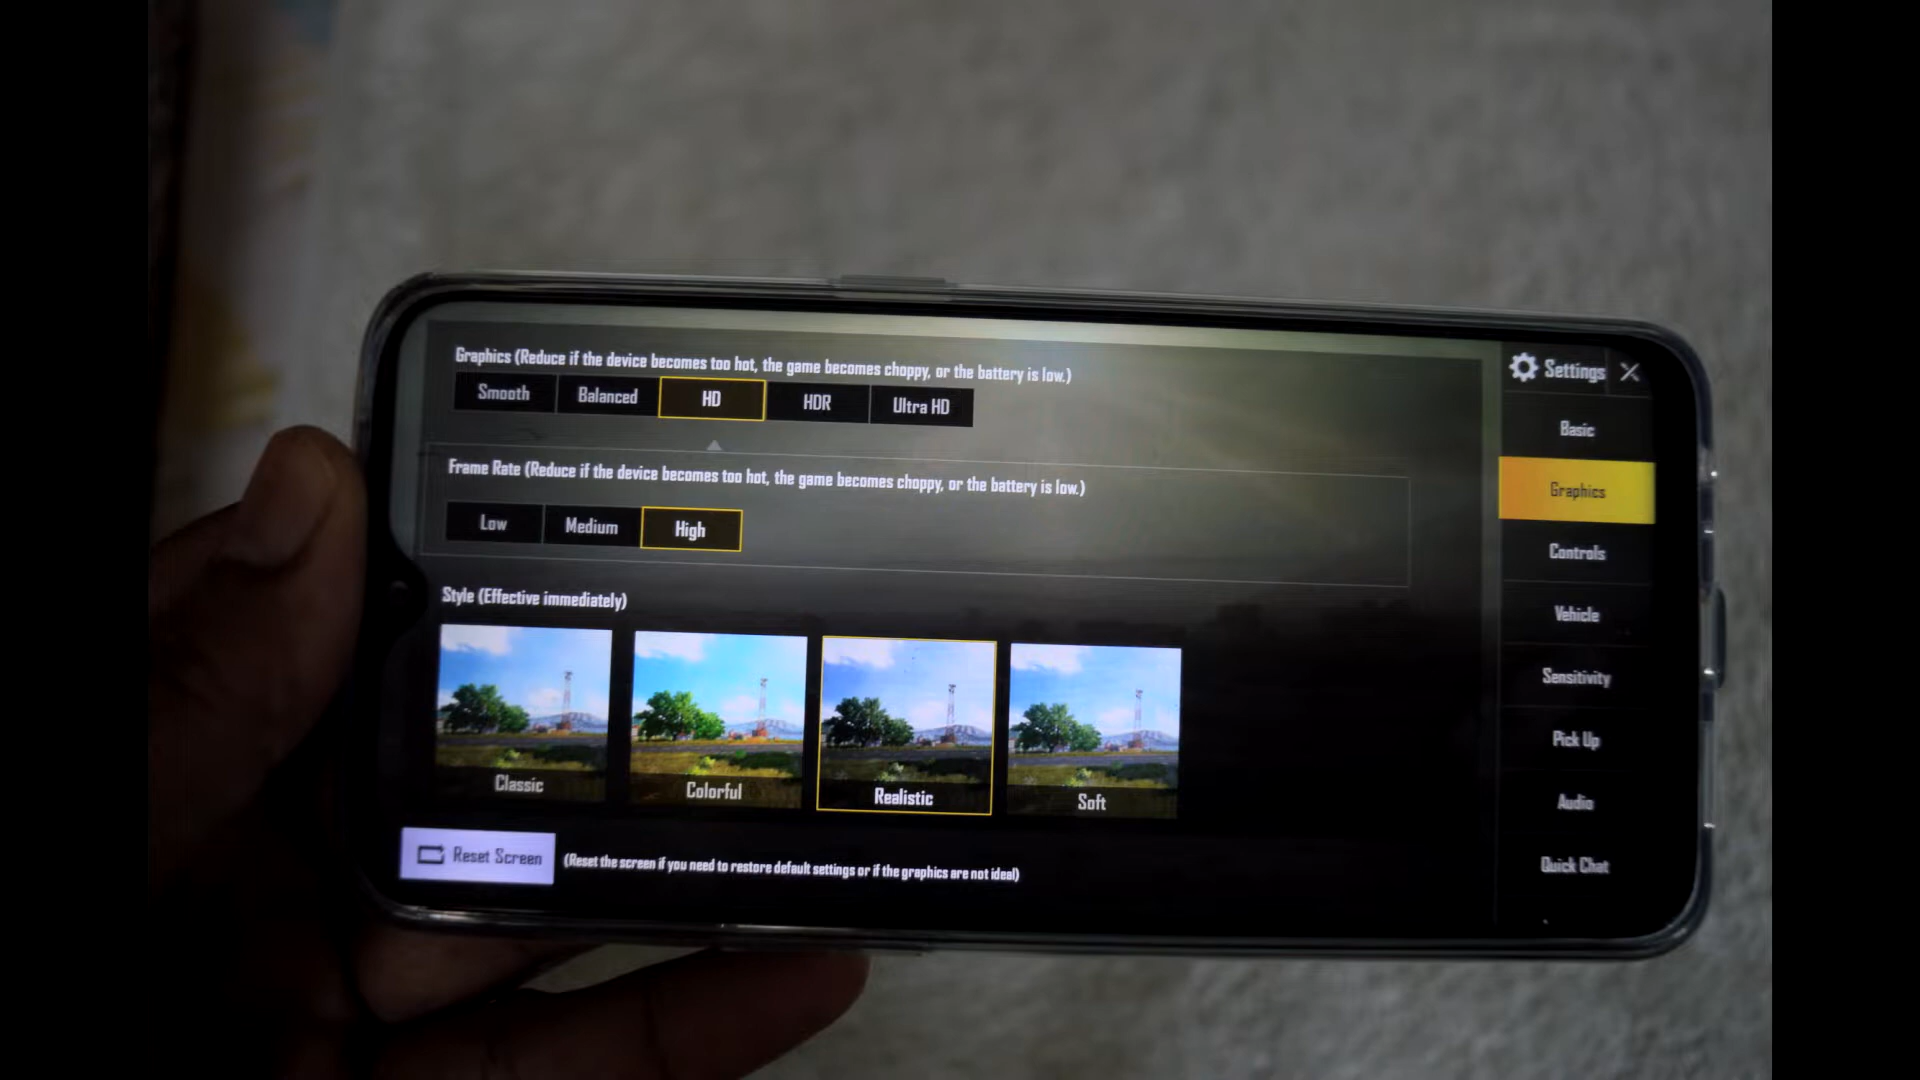 Graphics (Reduce if the device becomes too hot, the game becomes choppy, or the battery is low.)
Smooth Balanced HD HDR Ultra HD
Frame Rate (Reduce if the device becomes too hot, the game becomes choppy, or the battery is low.)
Low Medium High
Style (Effective immediately)
Classic Colorful Realistic Soft
Reset Screen (Reset the screen if you need to restore default settings or if the graphics are not ideal)
Settings
Basic
Graphics
Controls
Vehicle
Sensitivity
Pick Up
Audio
Quick Chat